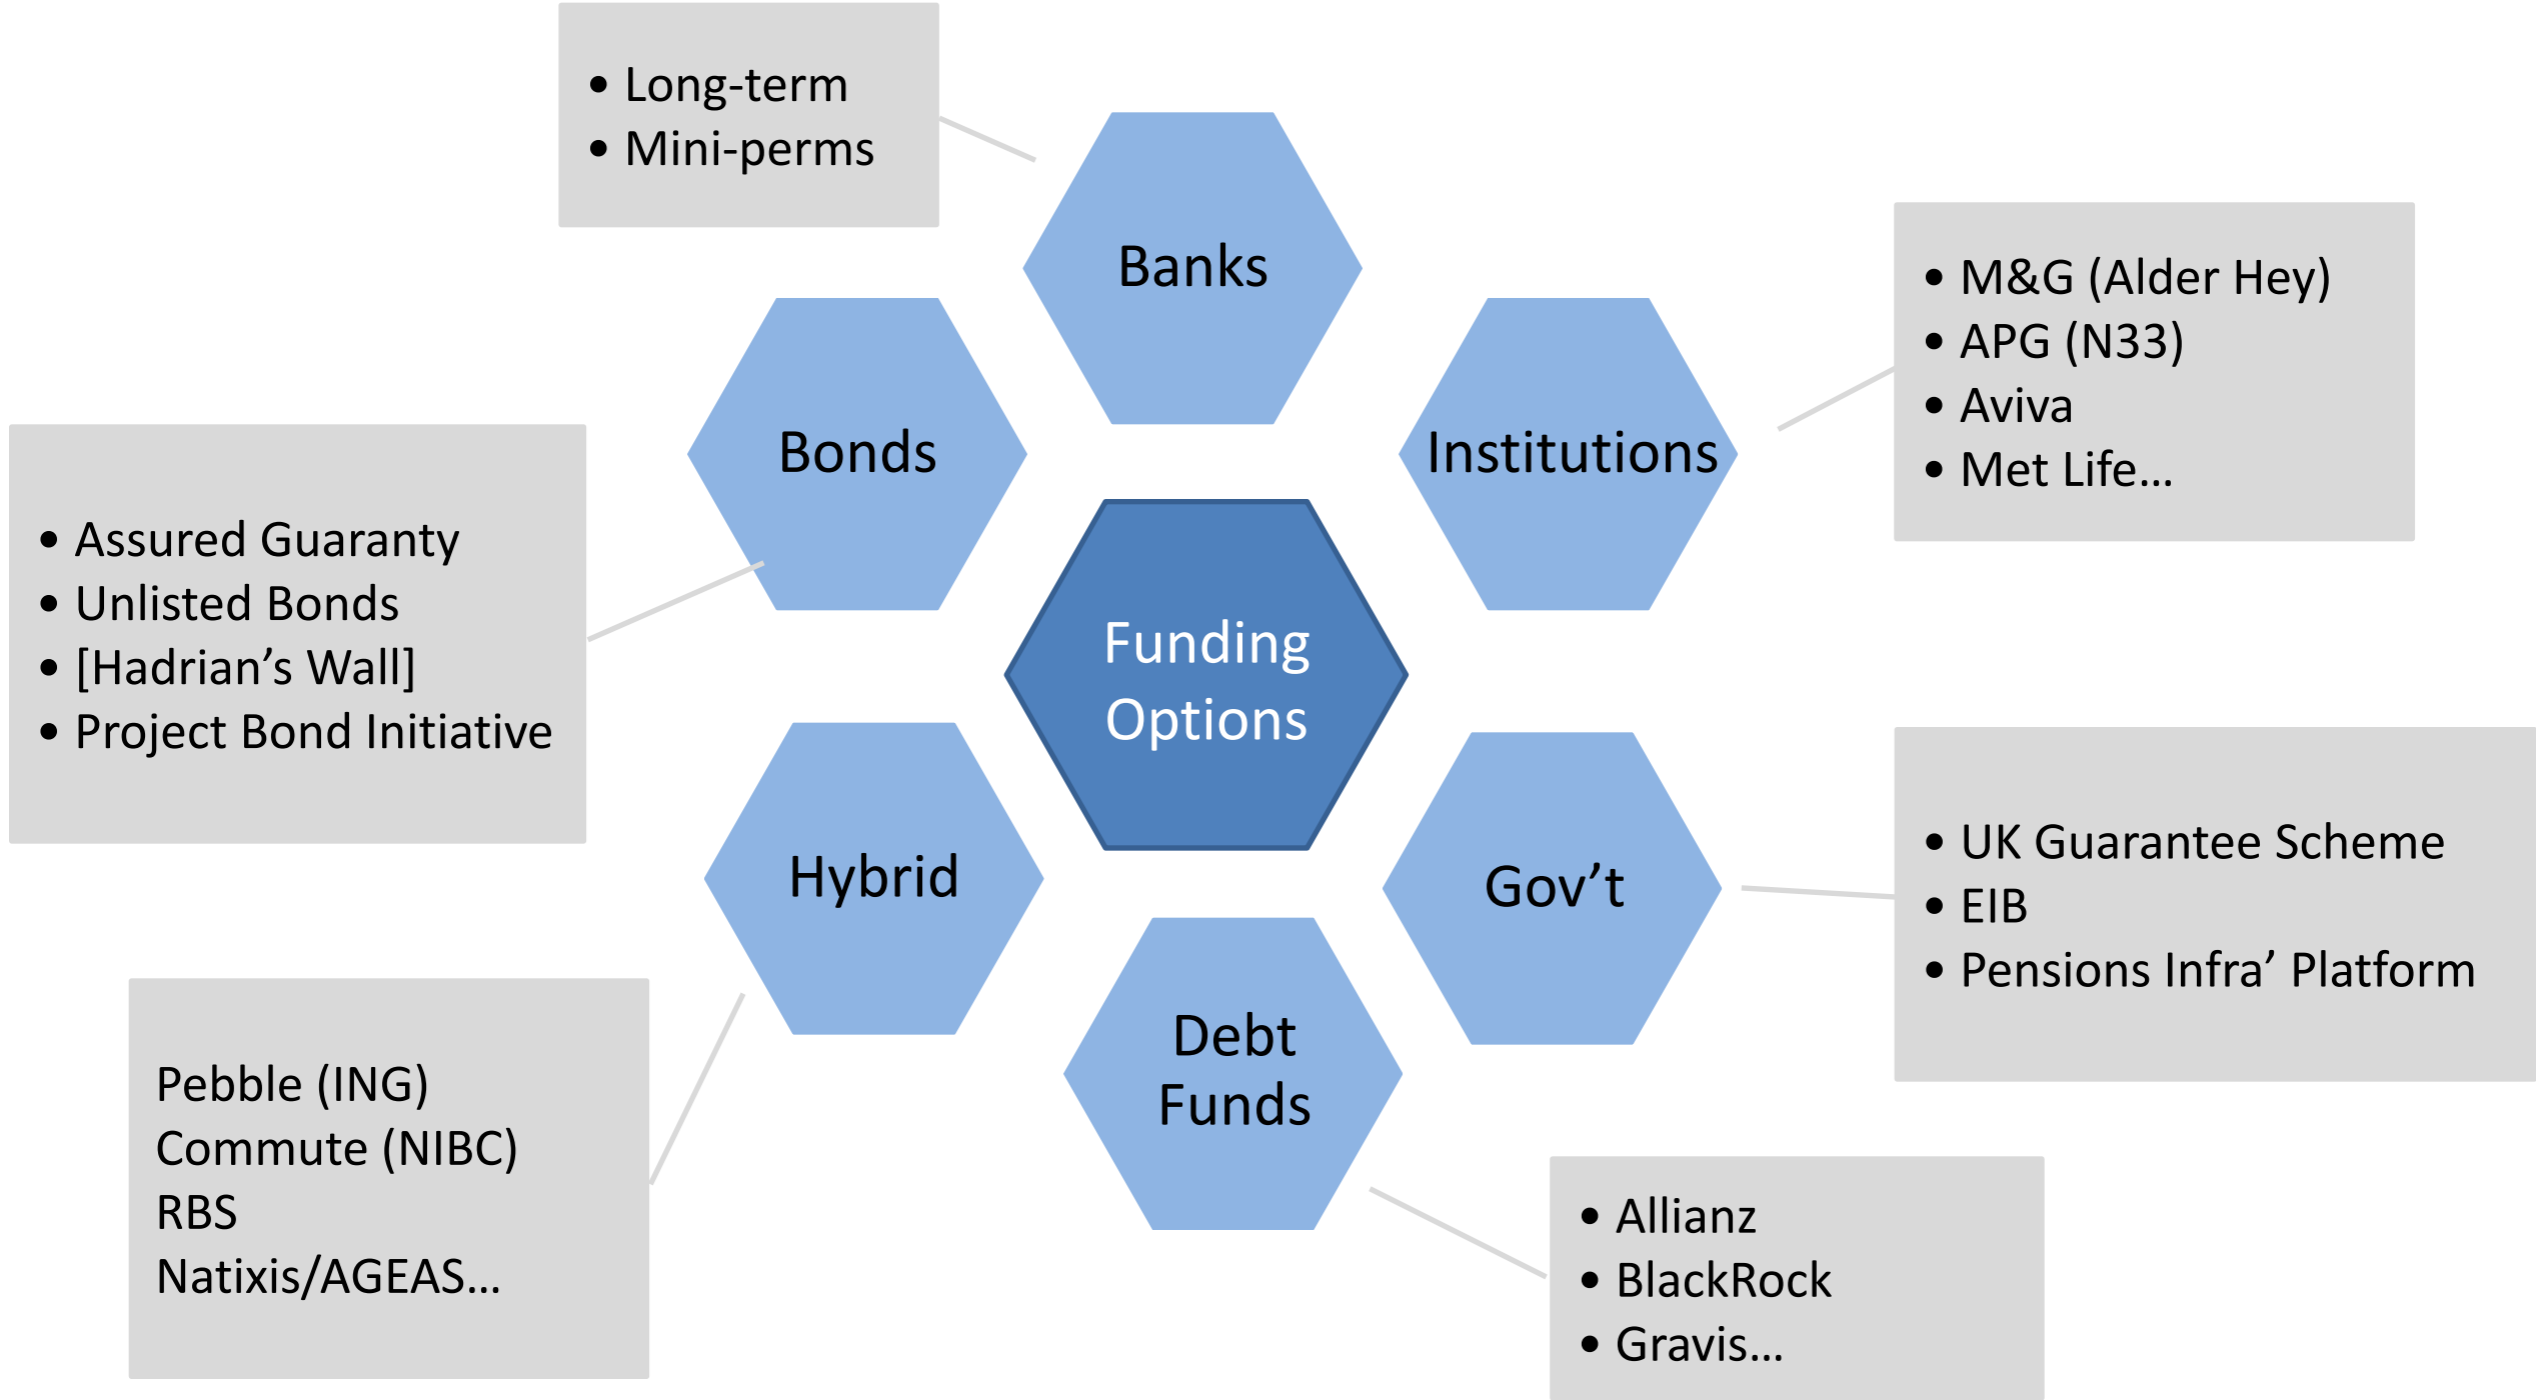 • Long-term
• Mini-perms
Banks
• M&G (Alder Hey)
• APG (N33)
• Aviva
• Met Life…
Institutions
Bonds
• Assured Guaranty
• Unlisted Bonds
• [Hadrian’s Wall]
• Project Bond Initiative
Funding
Options
Hybrid
Pebble (ING)
Commute (NIBC)
RBS
Natixis/AGEAS…
Gov’t
• UK Guarantee Scheme
• EIB
• Pensions Infra’ Platform
Debt
Funds
• Allianz
• BlackRock
• Gravis…